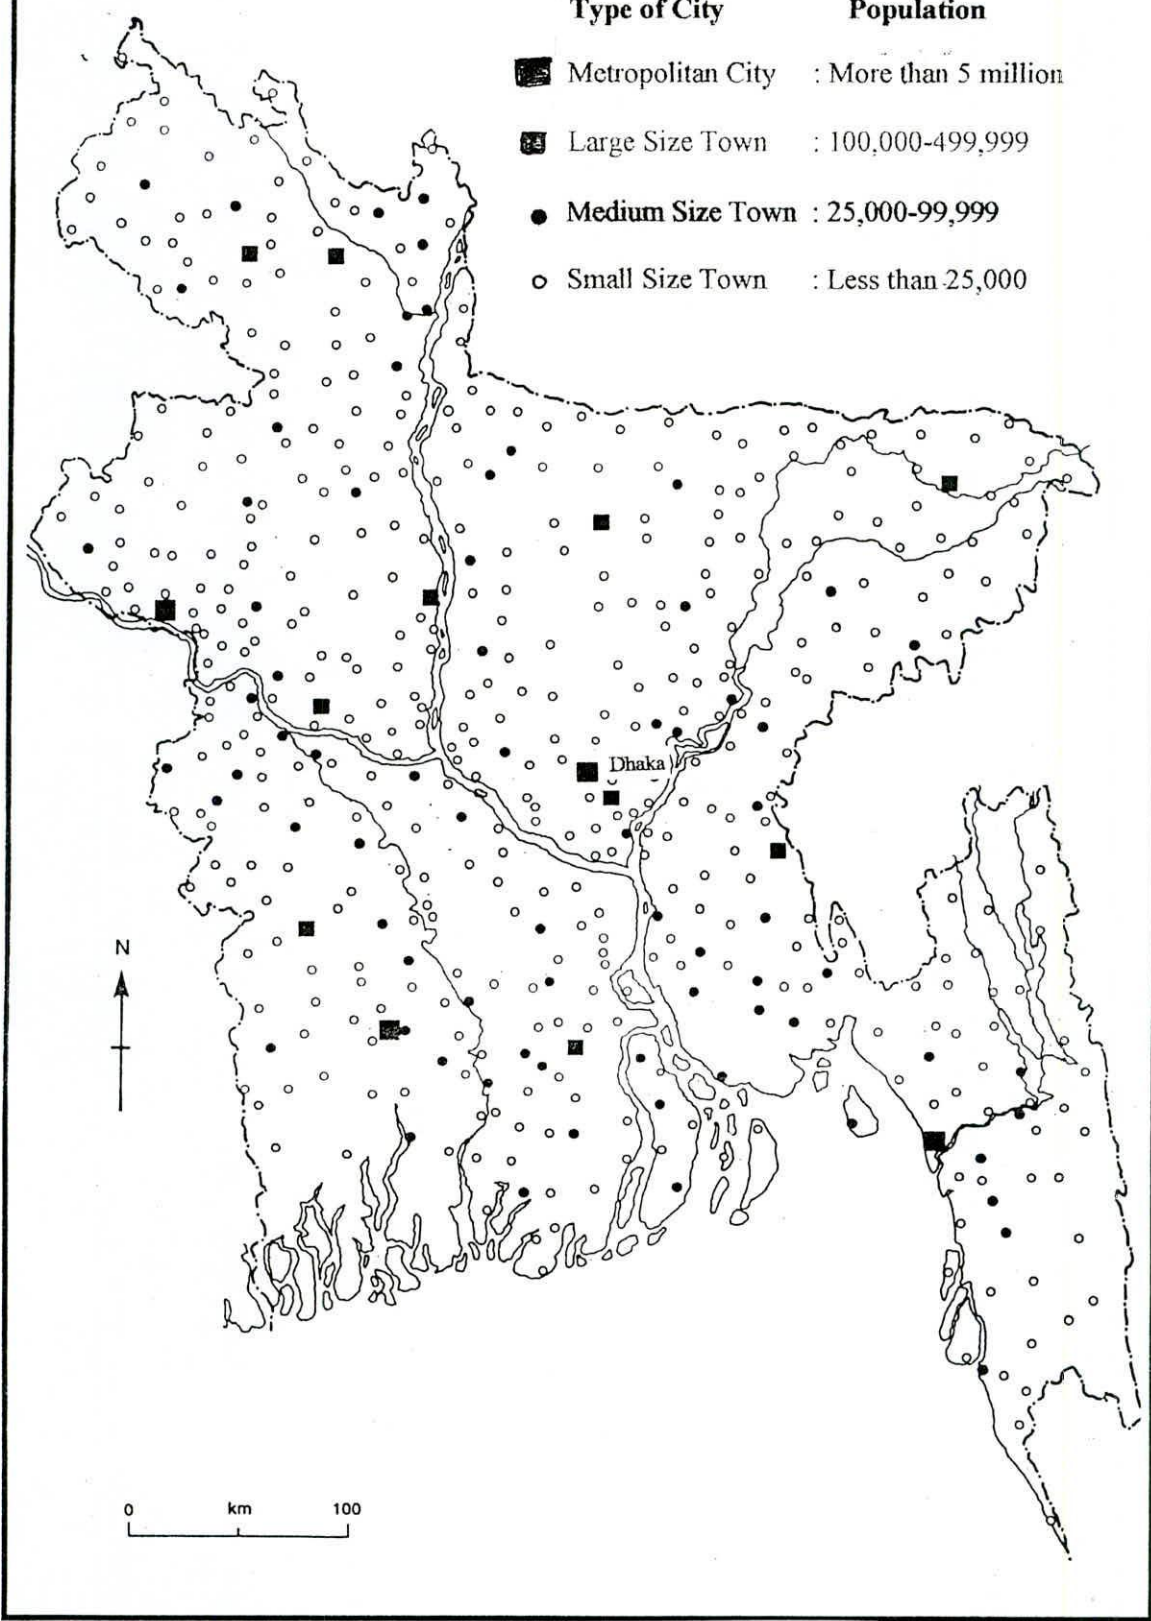 Type of City Population
Metropolitan City : More than 5 million
Large Size Town : 100,000-499,999
Medium Size Town : 25,000-99,999
Small Size Town : Less than 25,000
Dhaka
N
0 km 100